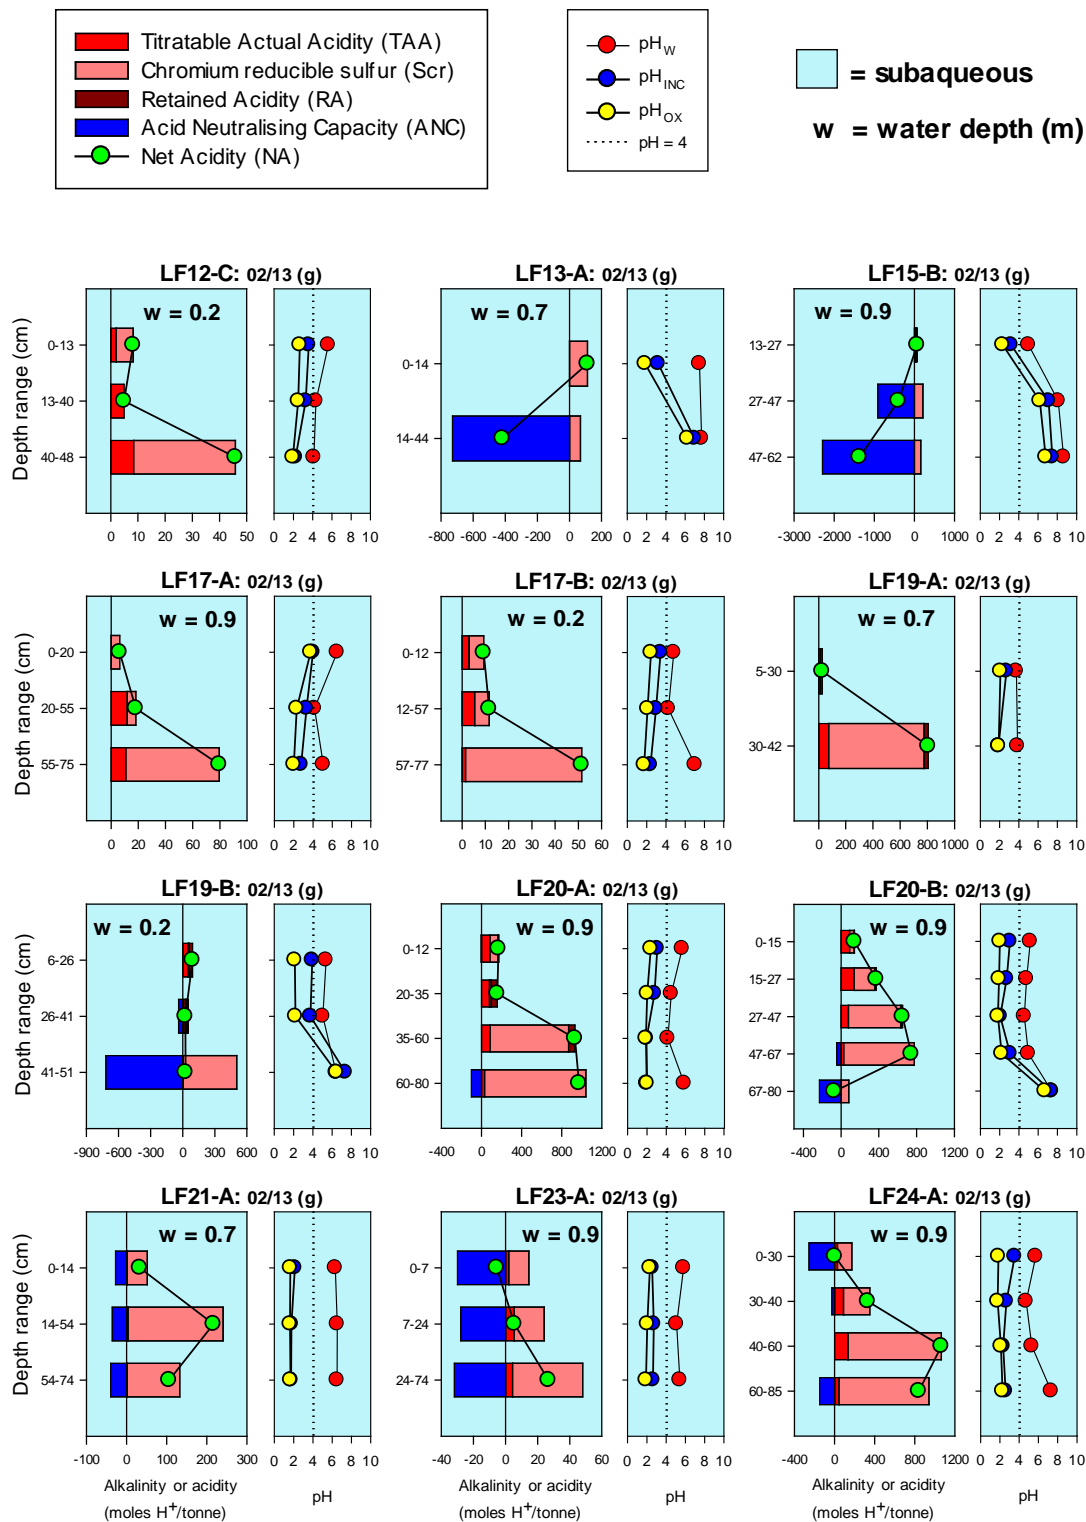 Titratable Actual Acidity (TAA)
Chromium reducible sulfur (Scr)
Retained Acidity (RA)
Acid Neutralising Capacity (ANC)
Net Acidity (NA)
pHW
pHINC
pHOX
pH = 4
= subaqueous
w = water depth (m)
LF12-C: 02/13 (g)
w = 0.2
Depth range (cm)
0-13
13-40
40-48
0 10 20 30 40 50
0 2 4 6 8 10
LF13-A: 02/13 (g)
w = 0.7
0-14
14-44
-800 -600 -400 -200 0 200
0 2 4 6 8 10
LF15-B: 02/13 (g)
w = 0.9
13-27
27-47
47-62
-3000 -2000 -1000 0 1000
0 2 4 6 8 10
LF17-A: 02/13 (g)
w = 0.9
Depth range (cm)
0-20
20-55
55-75
0 20 40 60 80 100
0 2 4 6 8 10
LF17-B: 02/13 (g)
w = 0.2
0-12
12-57
57-77
0 10 20 30 40 50 60
0 2 4 6 8 10
LF19-A: 02/13 (g)
w = 0.7
5-30
30-42
0 200 400 600 800 1000
0 2 4 6 8 10
LF19-B: 02/13 (g)
w = 0.2
Depth range (cm)
6-26
26-41
41-51
-900 -600 -300 0 300 600
0 2 4 6 8 10
LF20-A: 02/13 (g)
w = 0.9
0-12
20-35
35-60
60-80
-400 0 400 800 1200
0 2 4 6 8 10
LF20-B: 02/13 (g)
w = 0.9
0-15
15-27
27-47
47-67
67-80
-400 0 400 800 1200
0 2 4 6 8 10
LF21-A: 02/13 (g)
w = 0.7
Depth range (cm)
0-14
14-54
54-74
-100 0 100 200 300
0 2 4 6 8 10
Alkalinity or acidity
(moles H+/tonne)
pH
LF23-A: 02/13 (g)
w = 0.9
0-7
7-24
24-74
-40 -20 0 20 40 60
0 2 4 6 8 10
Alkalinity or acidity
(moles H+/tonne)
pH
LF24-A: 02/13 (g)
w = 0.9
0-30
30-40
40-60
60-85
-400 0 400 800 1200
0 2 4 6 8 10
Alkalinity or acidity
(moles H+/tonne)
pH